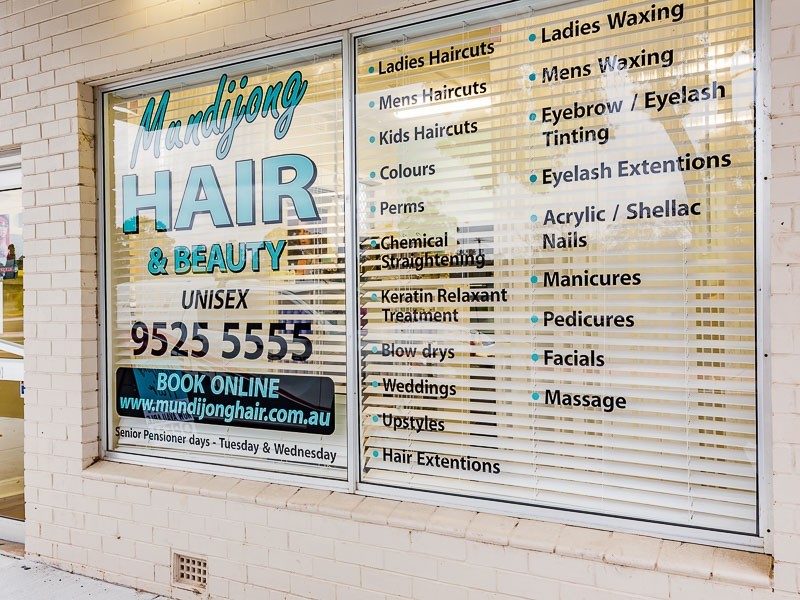 Mundijong
HAIR
& BEAUTY
UNISEX
9525 5555
BOOK ONLINE
www.mundijonghair.com.au
Senior Pensioner days - Tuesday & Wednesday
• Ladies Haircuts
• Mens Haircuts
• Kids Haircuts
• Colours
• Perms
• Chemical
Straightening
• Keratin Relaxant
Treatment
• Blow drys
• Weddings
• Upstyles
• Hair Extentions
• Ladies Waxing
• Mens Waxing
• Eyebrow / Eyelash
Tinting
• Eyelash Extentions
• Acrylic / Shellac
Nails
• Manicures
• Pedicures
• Facials
• Massage